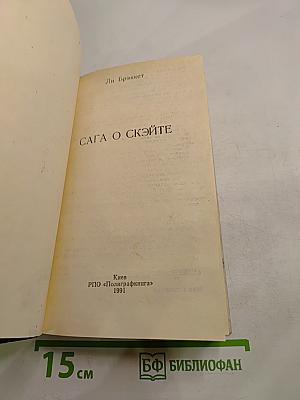 Ли Брэккет
САГА О СКЭЙТЕ
Киев
РПО «Полиграфкнига»
1991
15 см
БФ БИБЛИОФАН